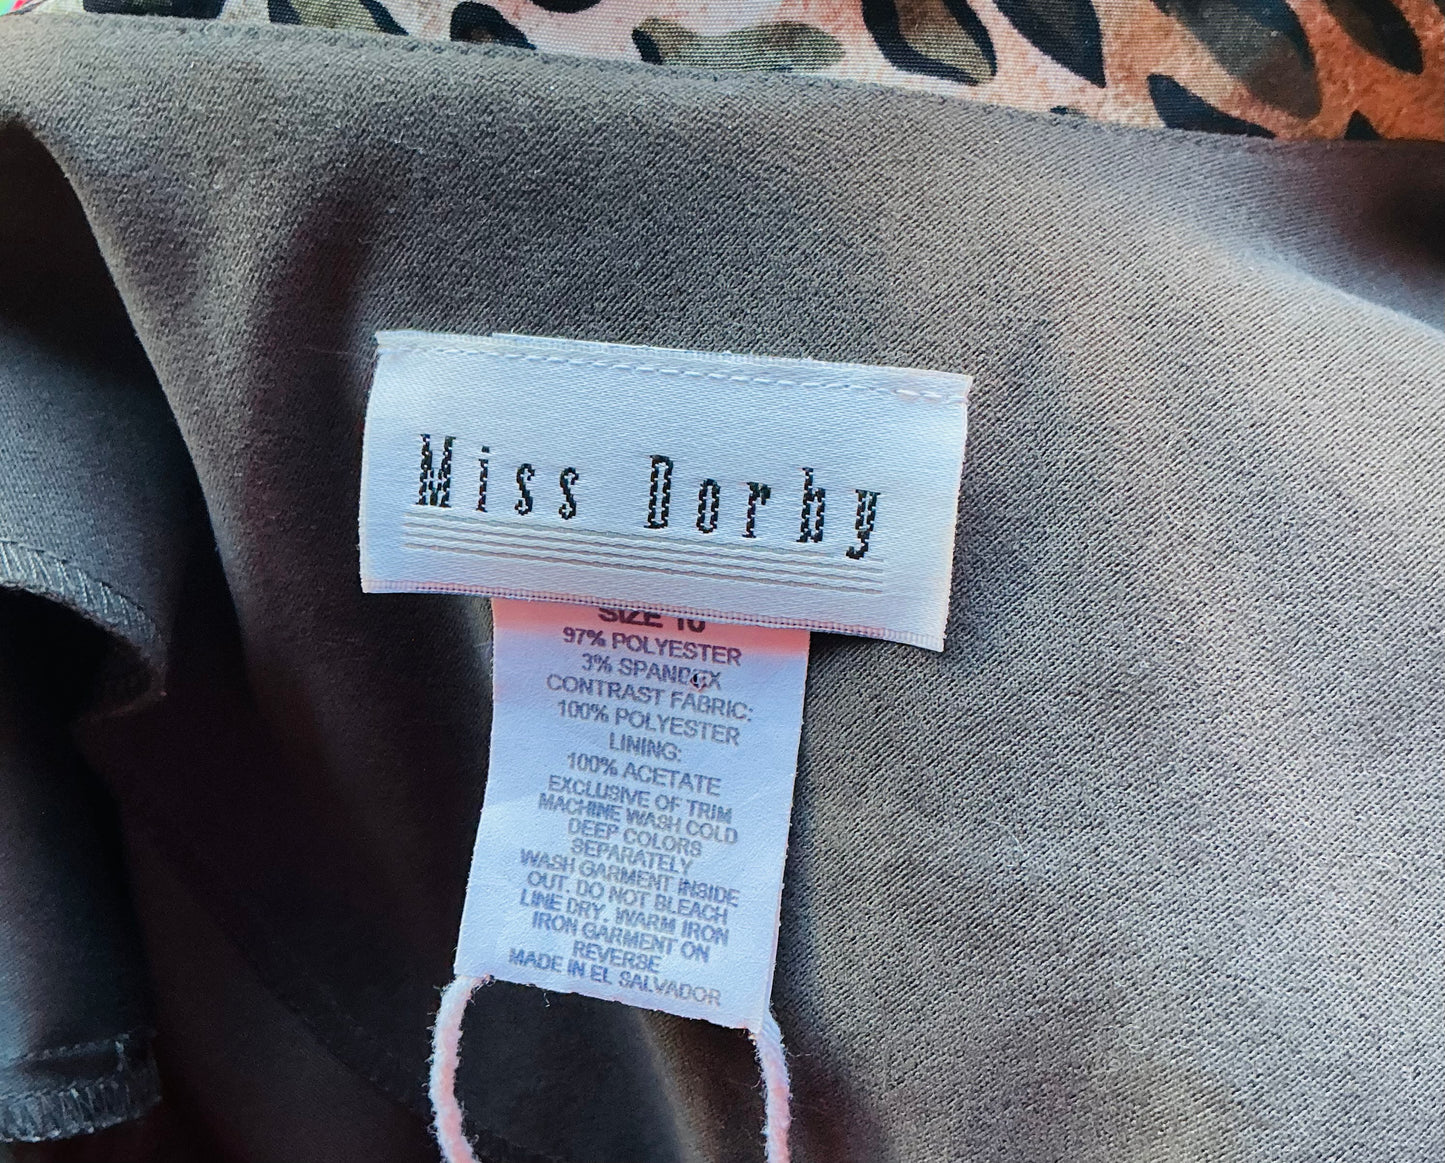 Miss Dorby
SIZE 10
97% POLYESTER
3% SPANDEX
CONTRAST FABRIC:
100% POLYESTER
LINING:
100% ACETATE
EXCLUSIVE OF TRIM
MACHINE WASH COLD
DEEP COLORS
SEPARATELY
WASH GARMENT INSIDE
OUT. DO NOT BLEACH
LINE DRY. WARM IRON
IRON GARMENT ON
REVERSE
MADE IN EL SALVADOR